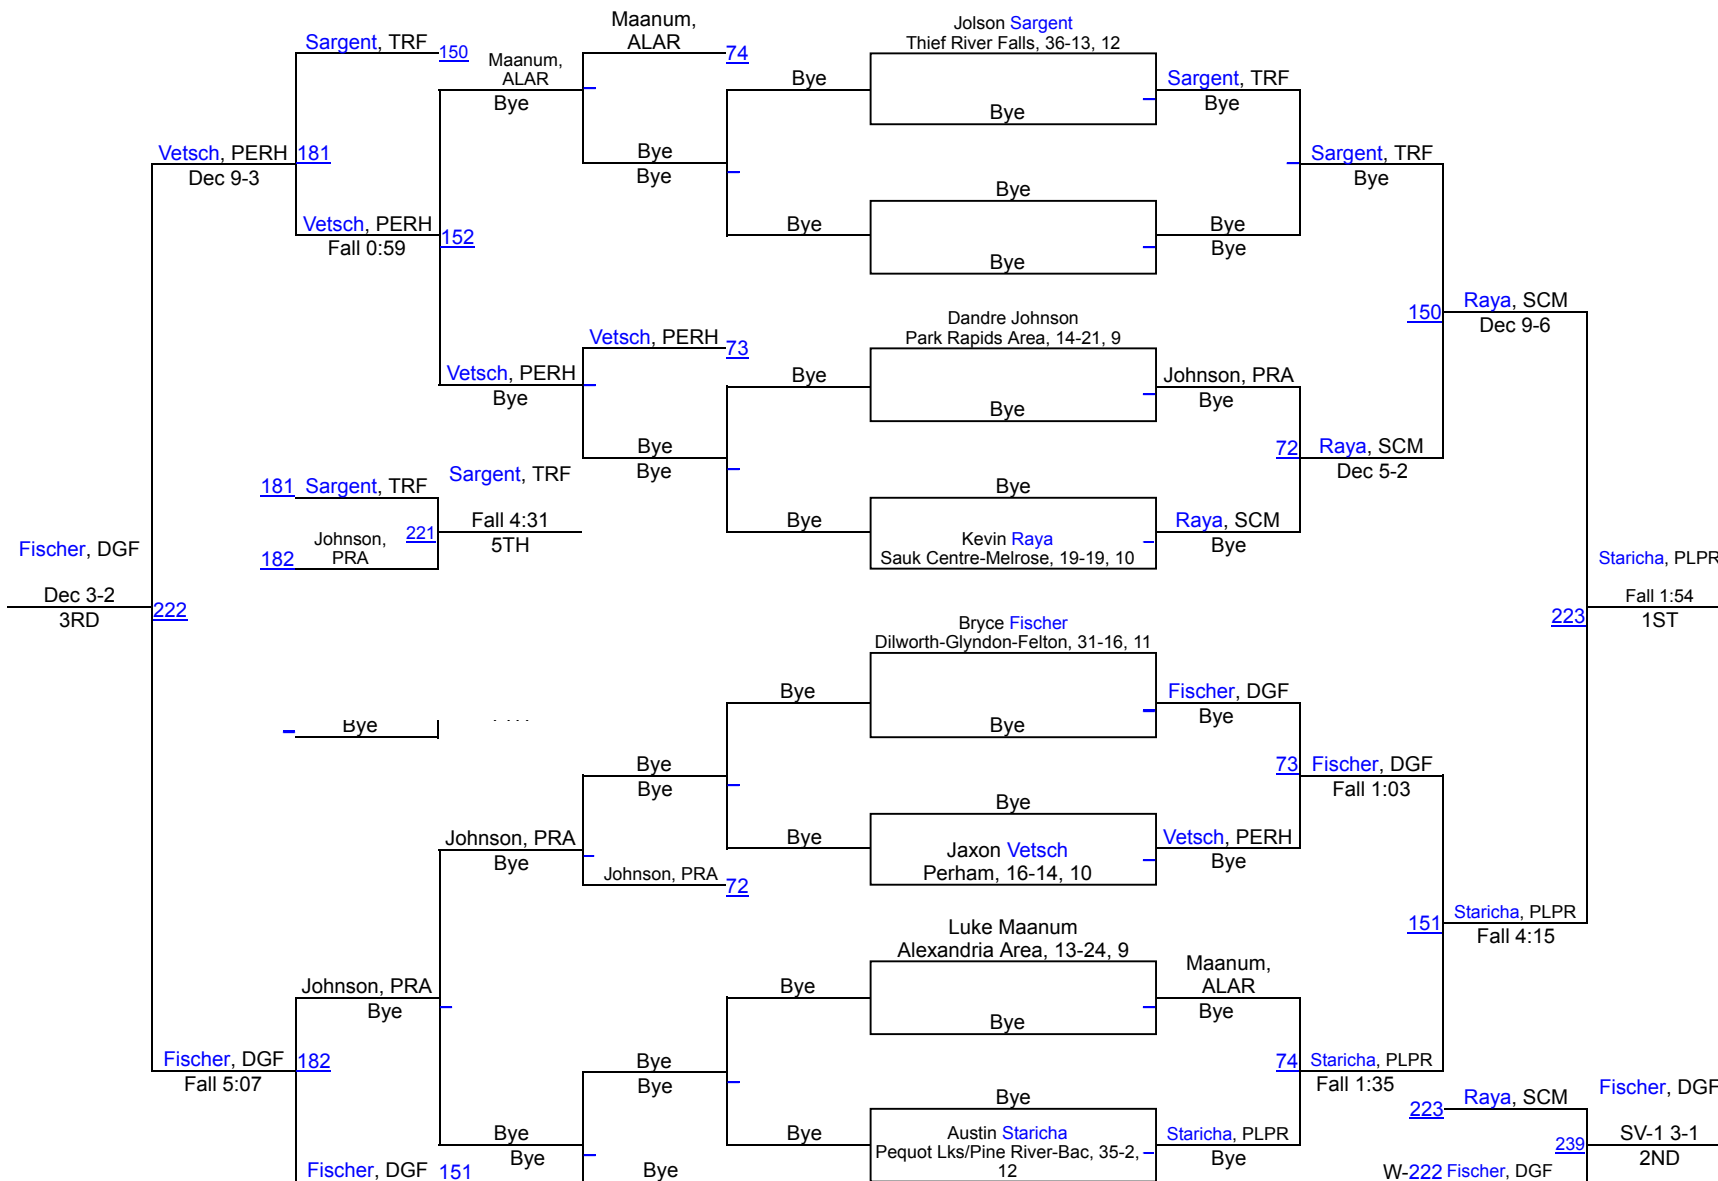 Maanum,
ALAR
74
Jolson Sargent
Thief River Falls, 36-13, 12
Sargent, TRF
150
Maanum,
ALAR
Bye
Bye
Bye
Sargent, TRF
Bye
Vetsch, PERH
181
Dec 9-3
Bye
Bye
Sargent, TRF
Bye
Vetsch, PERH
Fall 0:59
152
Bye
Bye
Bye
Bye
Bye
150
Raya, SCM
Dec 9-6
Vetsch, PERH
73
Dandre Johnson
Park Rapids Area, 14-21, 9
Vetsch, PERH
Bye
Bye
Bye
Johnson, PRA
Bye
Bye
Bye
72
Raya, SCM
Dec 5-2
181
Sargent, TRF
Sargent, TRF
Bye
Johnson,
PRA
182
221
Fall 4:31
5TH
Bye
Kevin Raya
Sauk Centre-Melrose, 19-19, 10
Raya, SCM
Bye
Fischer, DGF
Dec 3-2
3RD
222
Staricha, PLPR
Fall 1:54
1ST
223
Bryce Fischer
Dilworth-Glyndon-Felton, 31-16, 11
Bye
Bye
Fischer, DGF
Bye
Bye
Bye
Bye
73
Fischer, DGF
Fall 1:03
Bye
Johnson, PRA
Bye
Bye
Jaxon Vetsch
Perham, 16-14, 10
Vetsch, PERH
Bye
Johnson, PRA
72
151
Staricha, PLPR
Fall 4:15
Luke Maanum
Alexandria Area, 13-24, 9
Johnson, PRA
Bye
Bye
Bye
Maanum,
ALAR
Bye
Fischer, DGF
182
Fall 5:07
Bye
Bye
74
Staricha, PLPR
Fall 1:35
Bye
Bye
Bye
Bye
Austin Staricha
Pequot Lks/Pine River-Bac, 35-2,
12
Staricha, PLPR
Bye
Fischer, DGF
151
Bye
223
Raya, SCM
Fischer, DGF
239
SV-1 3-1
2ND
W-222 Fischer, DGF